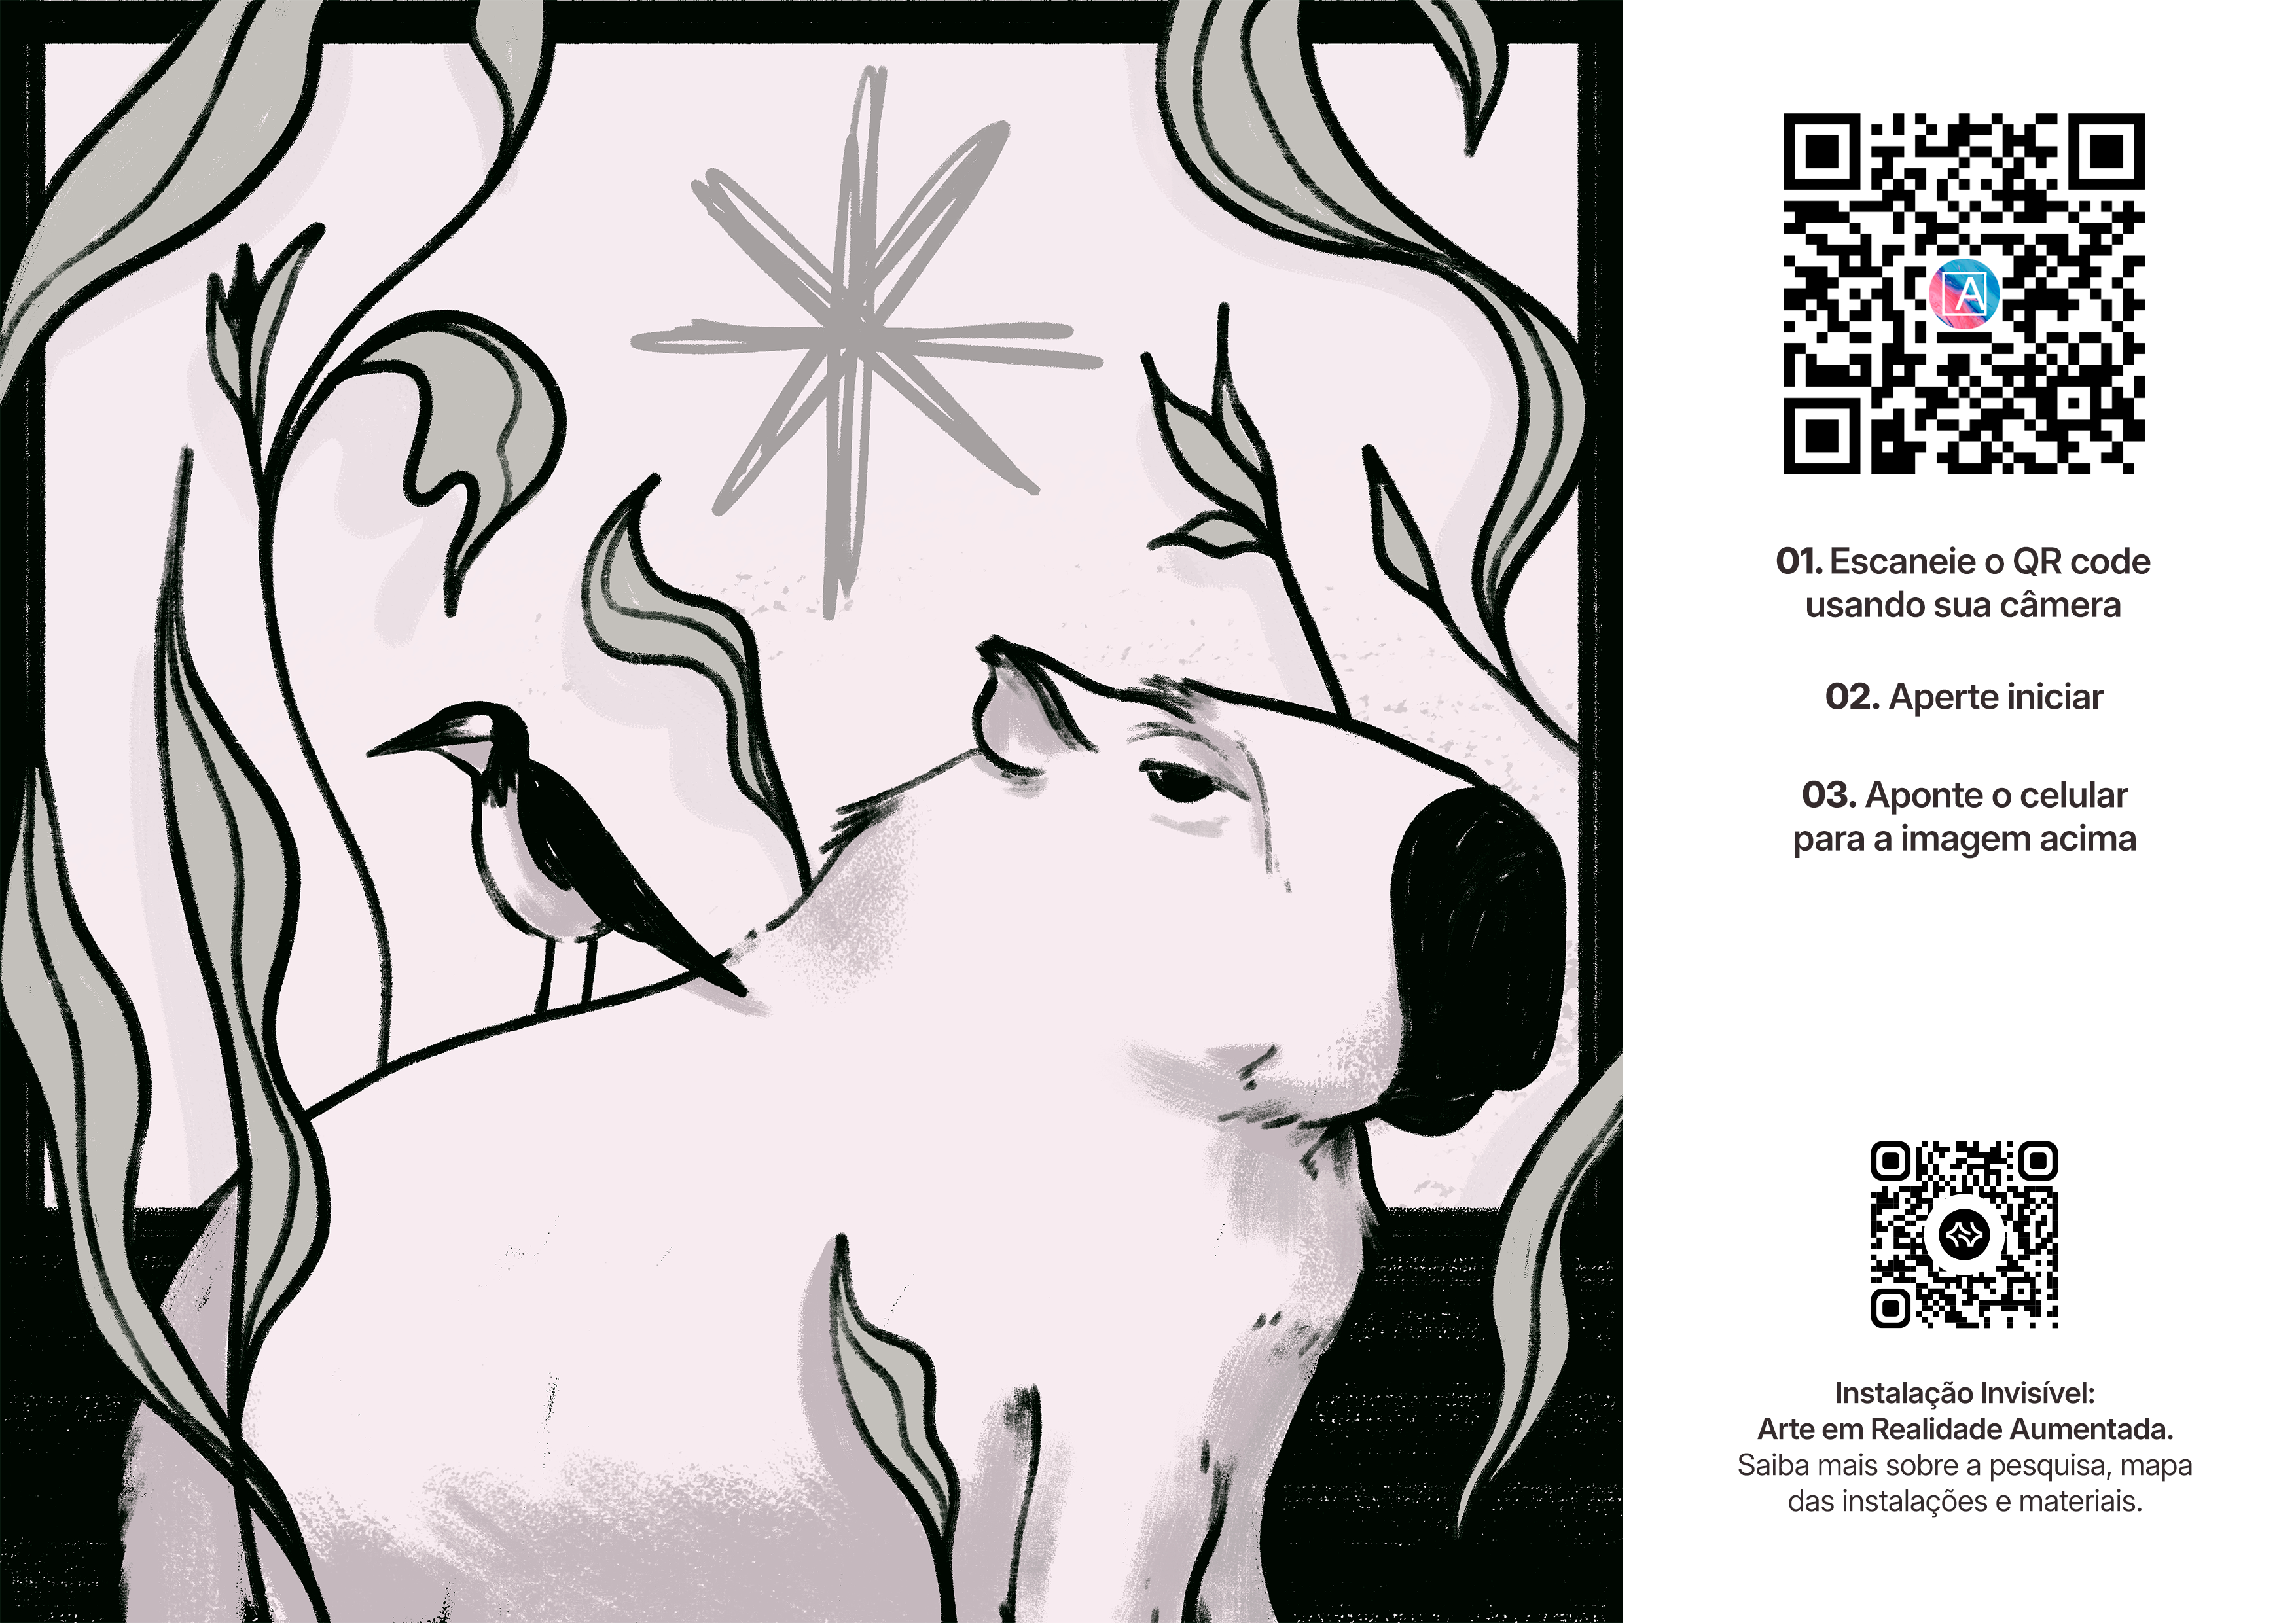 A
01. Escaneie o QR code
usando sua câmera
02. Aperte iniciar
03. Aponte o celular
para a imagem acima
Instalação Invisível:
Arte em Realidade Aumentada.
Saiba mais sobre a pesquisa, mapa
das instalações e materiais.